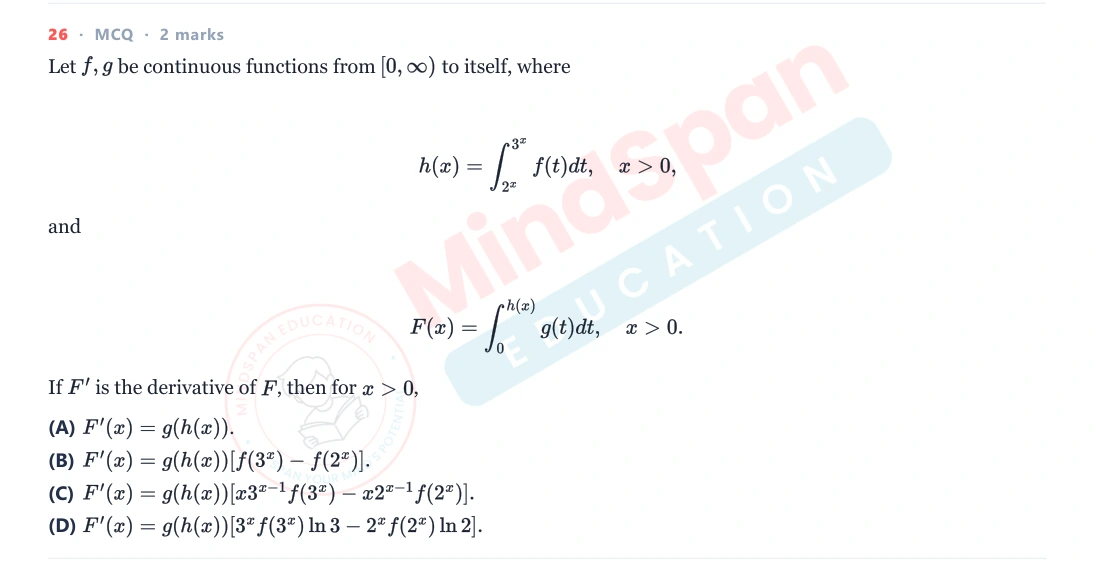 26 · MCQ · 2 marks
Let f, g be continuous functions from [0, ∞) to itself, where
h(x) = ∫_{2^x}^{3^x} f(t)dt, x > 0,
and
F(x) = ∫_0^{h(x)} g(t)dt, x > 0.
If F′ is the derivative of F, then for x > 0,
(A) F′(x) = g(h(x)).
(B) F′(x) = g(h(x))[f(3^x) − f(2^x)].
(C) F′(x) = g(h(x))[x3^{x−1} f(3^x) − x2^{x−1} f(2^x)].
(D) F′(x) = g(h(x))[3^x f(3^x) ln 3 − 2^x f(2^x) ln 2].
Mindspan
EDUCATION
MINDSPAN EDUCATION